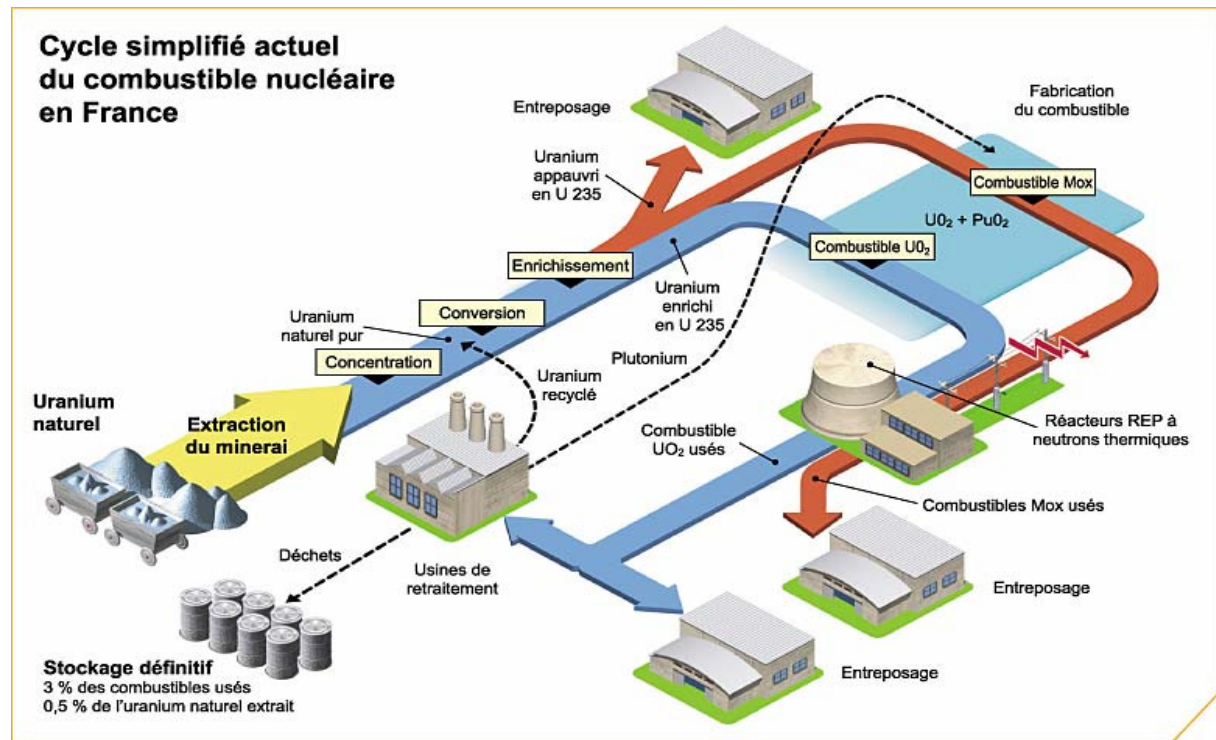 Cycle simplifié actuel
du combustible nucléaire
en France
Entreposage
Fabrication
du combustible
Uranium
appauvri
en U 235
Combustible Mox
U0₂ + Pu0₂
Combustible U0₂
Enrichissement
Uranium
enrichi
en U 235
Conversion
Uranium
naturel pur
Concentration
Plutonium
Uranium
recyclé
Uranium
naturel
Extraction
du minerai
Réacteurs REP à
neutrons thermiques
Combustible
UO₂ usés
Combustibles Mox usés
Déchets
Usines de
retraitement
Entreposage
Entreposage
Stockage définitif
3 % des combustibles usés
0,5 % de l'uranium naturel extrait